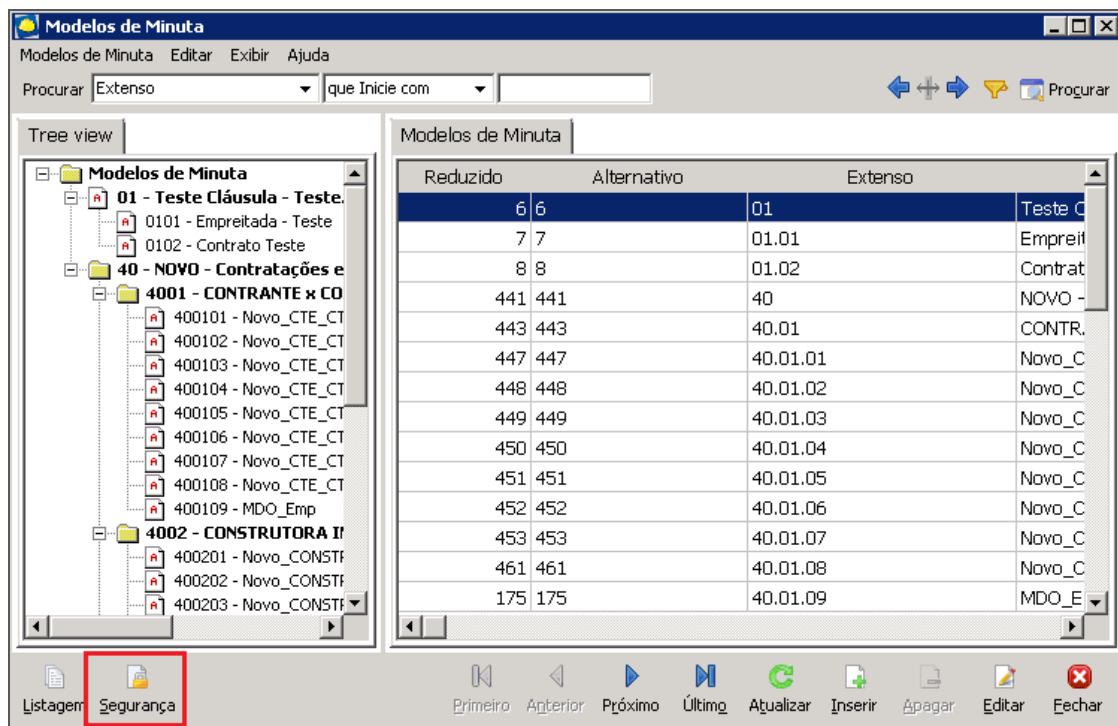 Modelos de Minuta
Modelos de Minuta Editar Exibir Ajuda
Procurar Extenso que Inicie com Procurar
Tree view
Modelos de Minuta
01 - Teste Cláusula - Teste.
0101 - Empreitada - Teste
0102 - Contrato Teste
40 - NOVO - Contratações e
4001 - CONTRANTE x CO
400101 - Novo_CTE_CT
400102 - Novo_CTE_CT
400103 - Novo_CTE_CT
400104 - Novo_CTE_CT
400105 - Novo_CTE_CT
400106 - Novo_CTE_CT
400107 - Novo_CTE_CT
400108 - Novo_CTE_CT
400109 - MDO_Emp
4002 - CONSTRUTORA I
400201 - Novo_CONST
400202 - Novo_CONST
400203 - Novo_CONST
Modelos de Minuta
Reduzido Alternativo Extenso
6 6 01 Teste C
7 7 01.01 Empreit
8 8 01.02 Contrat
441 441 40 NOVO -
443 443 40.01 CONTR.
447 447 40.01.01 Novo_C
448 448 40.01.02 Novo_C
449 449 40.01.03 Novo_C
450 450 40.01.04 Novo_C
451 451 40.01.05 Novo_C
452 452 40.01.06 Novo_C
453 453 40.01.07 Novo_C
461 461 40.01.08 Novo_C
175 175 40.01.09 MDO_E
Listagem Segurança Primeiro Anterior Próximo Último Atualizar Inserir Apagar Editar Fechar